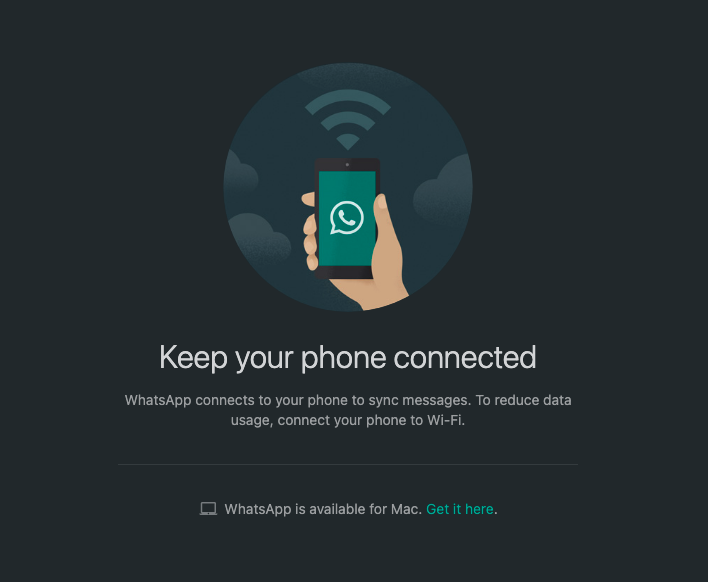 Keep your phone connected
WhatsApp connects to your phone to sync messages. To reduce data
usage, connect your phone to Wi-Fi.
WhatsApp is available for Mac. Get it here.